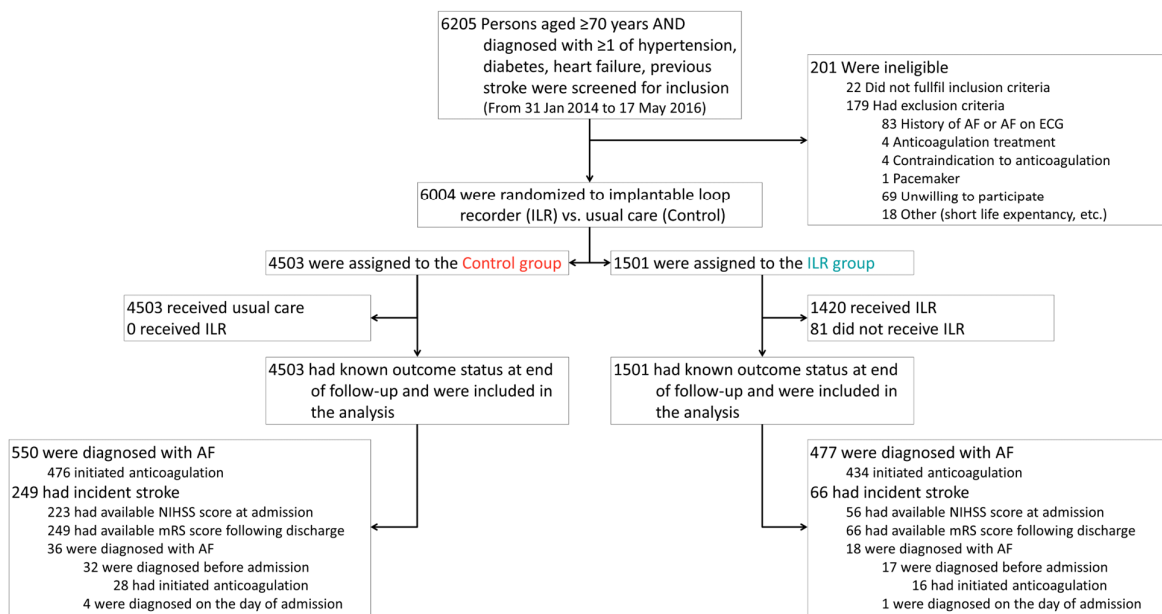 6205 Persons aged ≥70 years AND
diagnosed with ≥1 of hypertension,
diabetes, heart failure, previous
stroke were screened for inclusion
(From 31 Jan 2014 to 17 May 2016)
201 Were ineligible
22 Did not fullfil inclusion criteria
179 Had exclusion criteria
83 History of AF or AF on ECG
4 Anticoagulation treatment
4 Contraindication to anticoagulation
1 Pacemaker
69 Unwilling to participate
18 Other (short life expentancy, etc.)
6004 were randomized to implantable loop
recorder (ILR) vs. usual care (Control)
4503 were assigned to the Control group
1501 were assigned to the ILR group
4503 received usual care
0 received ILR
1420 received ILR
81 did not receive ILR
4503 had known outcome status at end
of follow-up and were included in
the analysis
1501 had known outcome status at end
of follow-up and were included in
the analysis
550 were diagnosed with AF
476 initiated anticoagulation
249 had incident stroke
223 had available NIHSS score at admission
249 had available mRS score following discharge
36 were diagnosed with AF
32 were diagnosed before admission
28 had initiated anticoagulation
4 were diagnosed on the day of admission
477 were diagnosed with AF
434 initiated anticoagulation
66 had incident stroke
56 had available NIHSS score at admission
66 had available mRS score following discharge
18 were diagnosed with AF
17 were diagnosed before admission
16 had initiated anticoagulation
1 were diagnosed on the day of admission